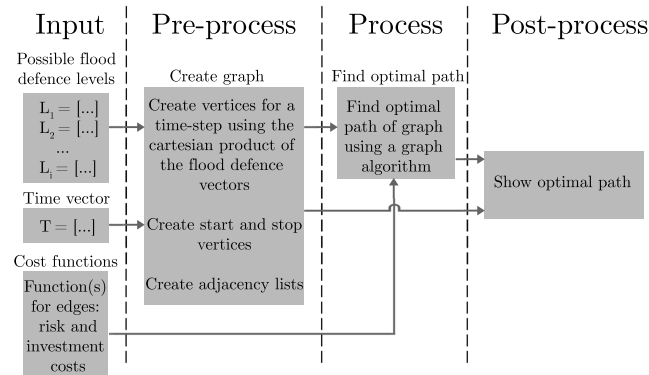 Input
Pre-process
Process
Post-process
Possible flood
defence levels
L1 = [...]
L2 = [...]
...
Li = [...]
Time vector
T = [...]
Cost functions
Function(s)
for edges:
risk and
investment
costs
Create graph
Create vertices for a
time-step using the
cartesian product of
the flood defence
vectors
Create start and stop
vertices
Create adjacency lists
Find optimal path
Find optimal
path of graph
using a graph
algorithm
Show optimal path